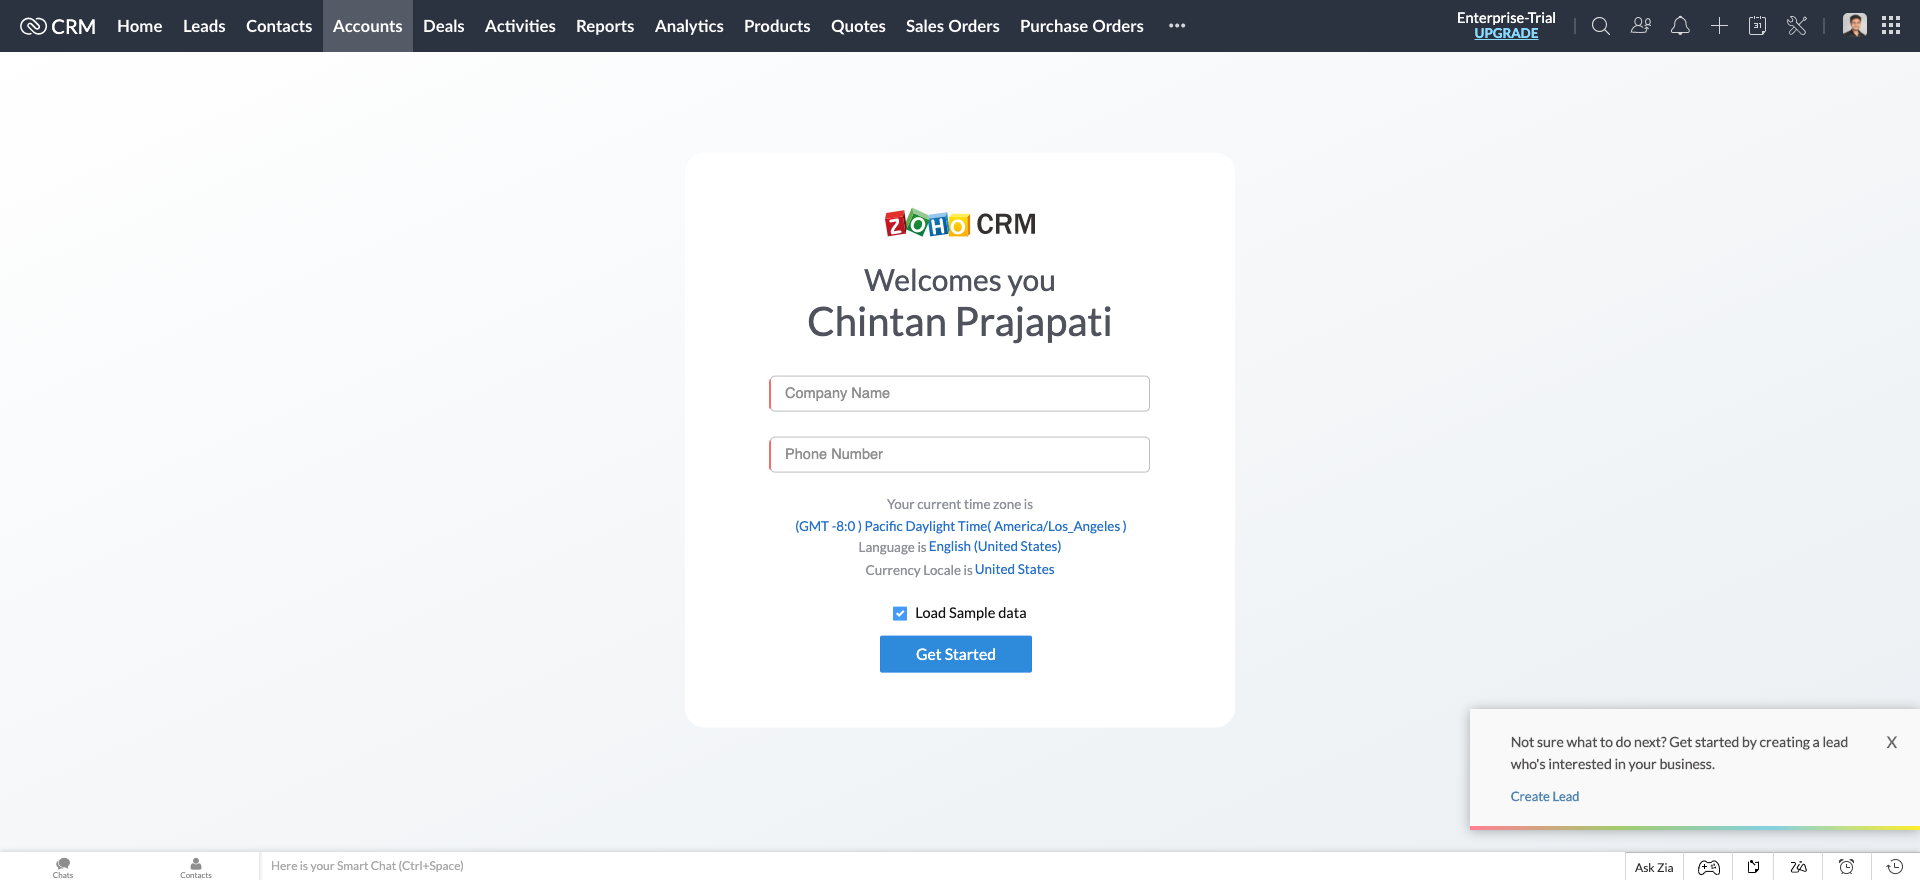 CRM Home Leads Contacts Accounts Deals Activities Reports Analytics Products Quotes Sales Orders Purchase Orders
Enterprise-Trial
UPGRADE
31
ZOHO CRM
Welcomes you
Chintan Prajapati
Company Name
Phone Number
Your current time zone is
(GMT -8:0 ) Pacific Daylight Time( America/Los_Angeles )
Language is English (United States)
Currency Locale is United States
Load Sample data
Get Started
Not sure what to do next? Get started by creating a lead
who's interested in your business.
X
Create Lead
Chats
Contacts
Here is your Smart Chat (Ctrl+Space)
Ask Zia